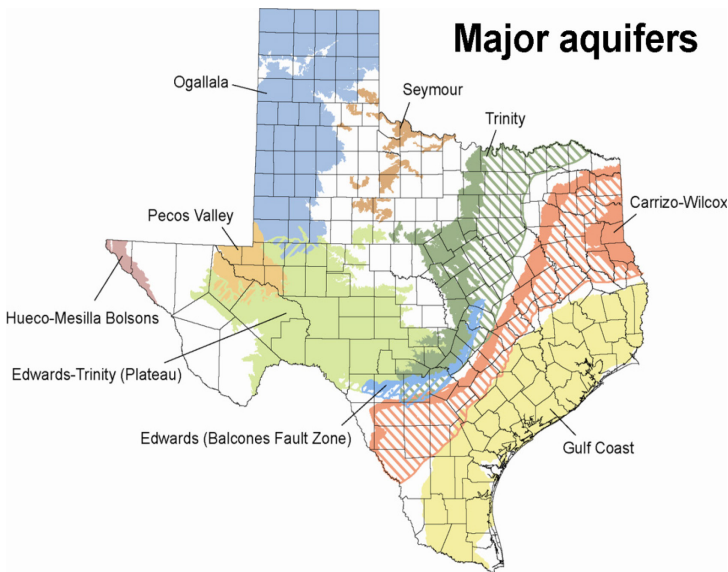 Major aquifers
Ogallala
Seymour
Trinity
Carrizo-Wilcox
Pecos Valley
Hueco-Mesilla Bolsons
Edwards-Trinity (Plateau)
Edwards (Balcones Fault Zone)
Gulf Coast